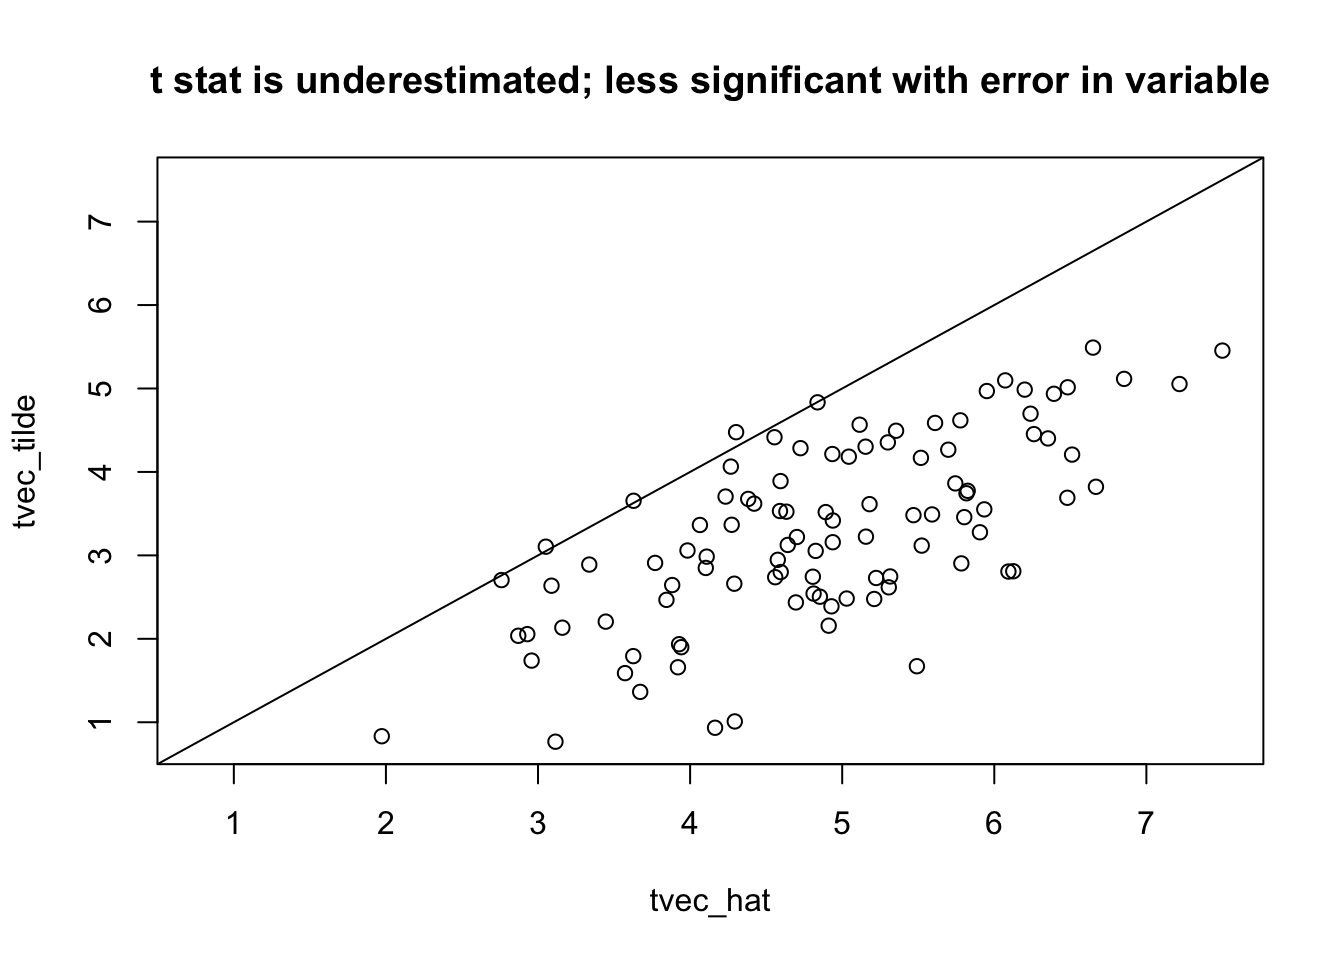 t stat is underestimated; less significant with error in variable
7
6
5
4
3
2
1
tvec_tilde
1 2 3 4 5 6 7
tvec_hat